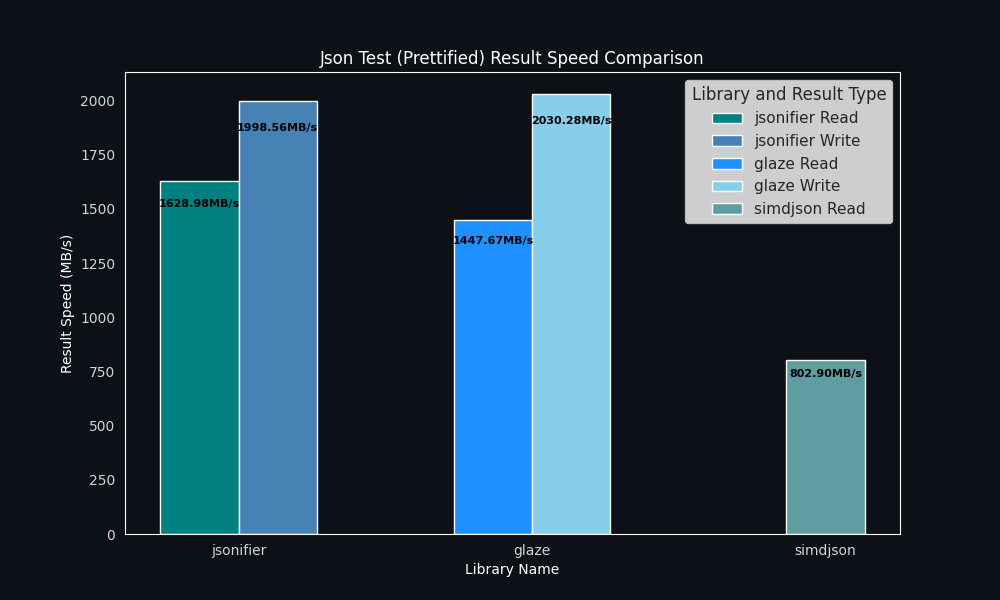 Json Test (Prettified) Result Speed Comparison
Library and Result Type
jsonifier Read
jsonifier Write
glaze Read
glaze Write
simdjson Read
Result Speed (MB/s)
2000
1750
1500
1250
1000
750
500
250
0
1628.98MB/s
1998.56MB/s
1447.67MB/s
2030.28MB/s
802.90MB/s
jsonifier
glaze
simdjson
Library Name